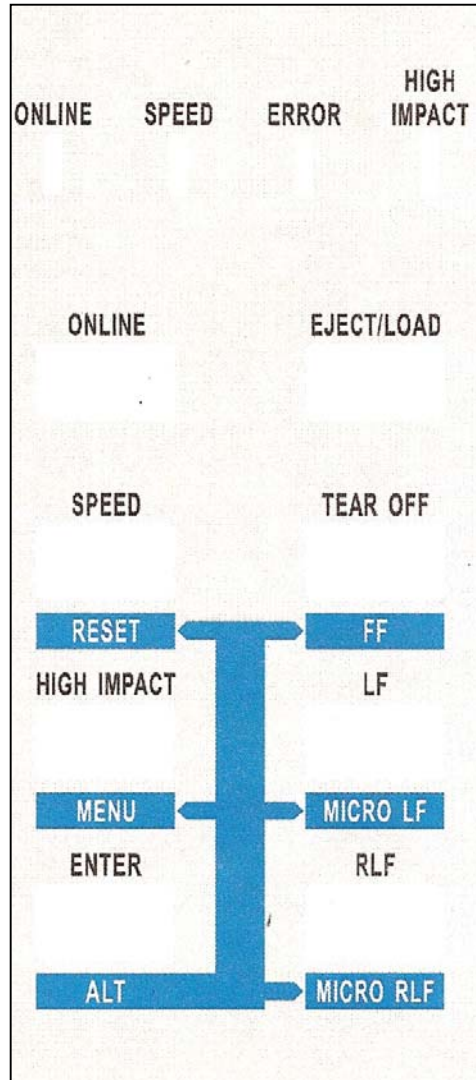 ONLINE SPEED ERROR HIGH IMPACT
ONLINE EJECT/LOAD
SPEED TEAR OFF
RESET FF
HIGH IMPACT LF
MENU MICRO LF
ENTER RLF
ALT MICRO RLF